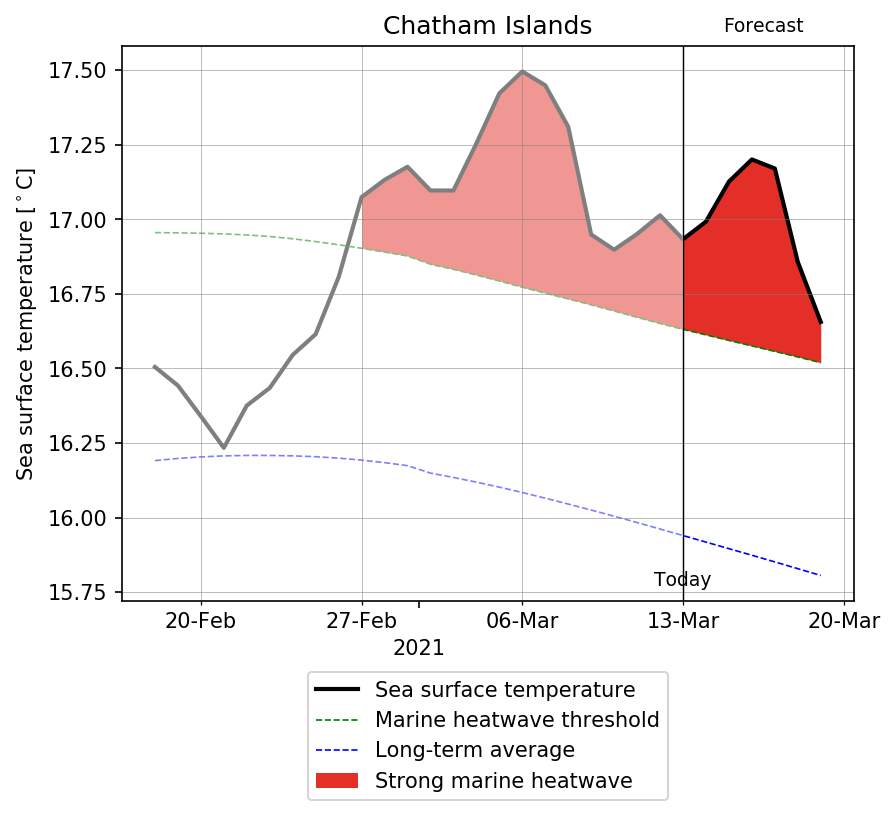 Chatham Islands
Forecast
Sea surface temperature [°C]
17.50
17.25
17.00
16.75
16.50
16.25
16.00
15.75
Today
20-Feb
27-Feb
06-Mar
13-Mar
20-Mar
2021
Sea surface temperature
Marine heatwave threshold
Long-term average
Strong marine heatwave